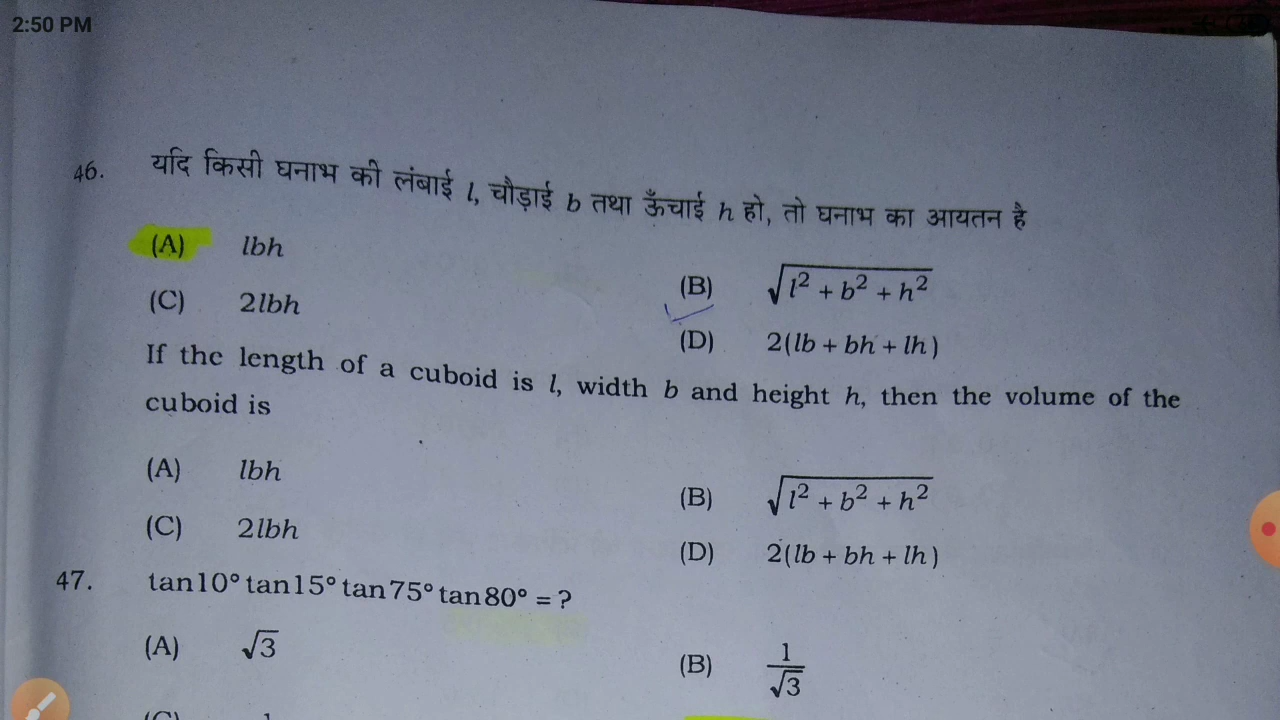 2:50 PM
46. यदि किसी घनाभ की लंबाई l, चौड़ाई b तथा ऊँचाई h हो, तो घनाभ का आयतन है
(A) lbh
(B) √(l² + b² + h²)
(C) 2lbh
(D) 2(lb + bh + lh)
If the length of a cuboid is l, width b and height h, then the volume of the
cuboid is
(A) lbh
(B) √(l² + b² + h²)
(C) 2lbh
(D) 2(lb + bh + lh)
47. tan10° tan15° tan75° tan80° = ?
(A) √3
(B) 1/√3